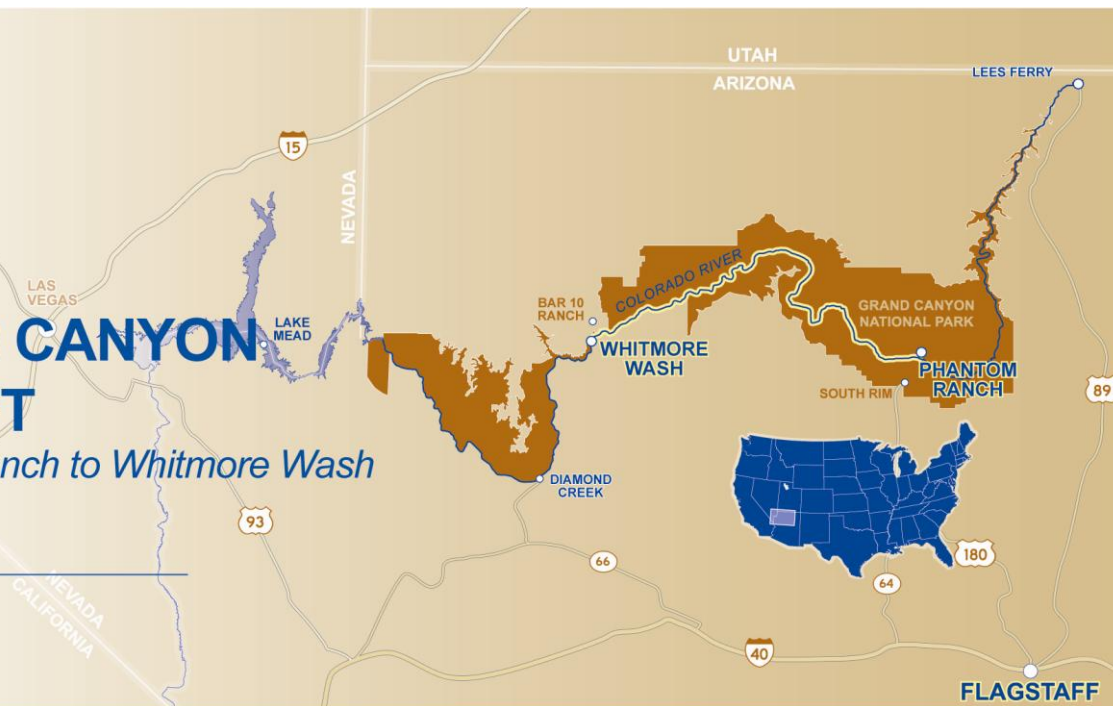 UTAH
ARIZONA
LEES FERRY
15
NEVADA
LAS
VEGAS
CANYON
T
nch to Whitmore Wash
LAKE
MEAD
BAR 10
RANCH
COLORADO RIVER
WHITMORE
WASH
GRAND CANYON
NATIONAL PARK
PHANTOM
RANCH
SOUTH RIM
89
DIAMOND
CREEK
93
66
180
64
NEVADA
CALIFORNIA
40
FLAGSTAFF